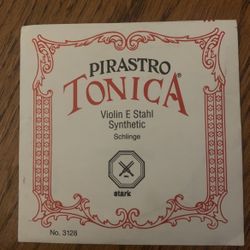 PIRASTRO
TONICA®
Violin E Stahl
Synthetic
Schlinge
stark
No. 3128